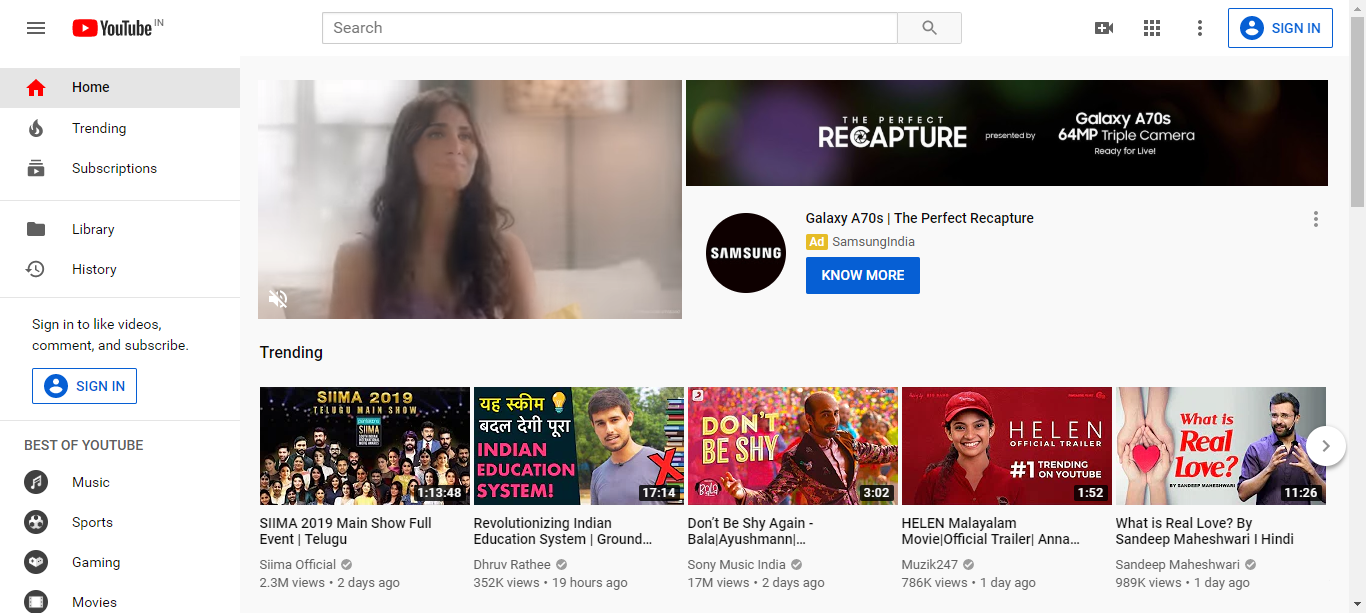 YouTube IN
Search
SIGN IN
Home
Trending
Subscriptions
Library
History
Sign in to like videos,
comment, and subscribe.
SIGN IN
BEST OF YOUTUBE
Music
Sports
Gaming
Movies
THE PERFECT
RECAPTURE
presented by
Galaxy A70s
64MP Triple Camera
Ready for Live!
SAMSUNG
Galaxy A70s | The Perfect Recapture
Ad SamsungIndia
KNOW MORE
Trending
SIIMA 2019
TELUGU MAIN SHOW
SIIMA
1:13:48
SIIMA 2019 Main Show Full
Event | Telugu
Siima Official
2.3M views • 2 days ago
यह स्कीम
बदल देगी पूरा
INDIAN
EDUCATION
SYSTEM!
17:14
Revolutionizing Indian
Education System | Ground...
Dhruv Rathee
352K views • 19 hours ago
DON'T
BE SHY
BALA
3:02
Don’t Be Shy Again -
Bala|Ayushmann|...
Sony Music India
17M views • 2 days ago
HELEN
OFFICIAL TRAILER
#1 TRENDING
ON YOUTUBE
1:52
HELEN Malayalam
Movie|Official Trailer| Anna...
Muzik247
786K views • 1 day ago
What is
Real
Love?
BY SANDEEP MAHESHWARI
11:26
What is Real Love? By
Sandeep Maheshwari I Hindi
Sandeep Maheshwari
989K views • 1 day ago